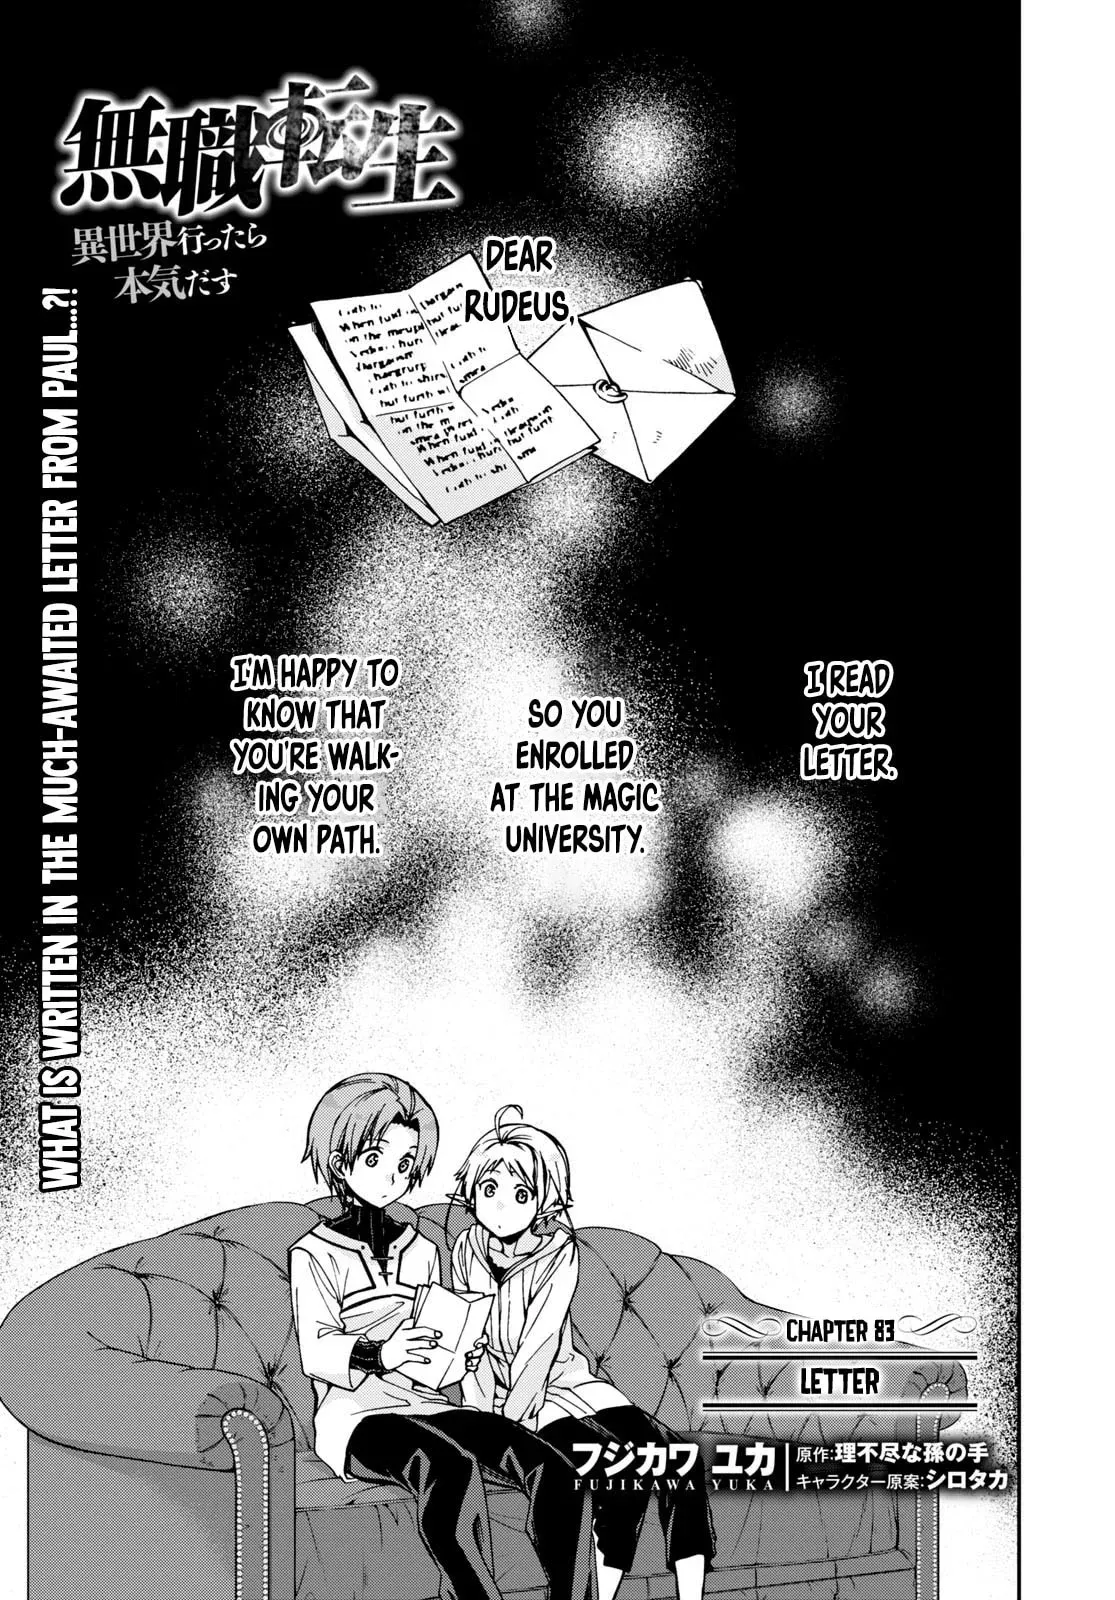 無職転生
異世界行ったら
本気だす
DEAR
RUDEUS,
WHAT IS WRITTEN IN THE MUCH-AWAITED LETTER FROM PAUL...?!
I READ
YOUR
LETTER.
SO YOU
ENROLLED
AT THE MAGIC
UNIVERSITY.
I'M HAPPY TO
KNOW THAT
YOU'RE WALK-
ING YOUR
OWN PATH.
CHAPTER 83
LETTER
フジカワ ユカ
FUJIKAWA YUKA
原作:理不尽な孫の手
キャラクター原案:シロタカ